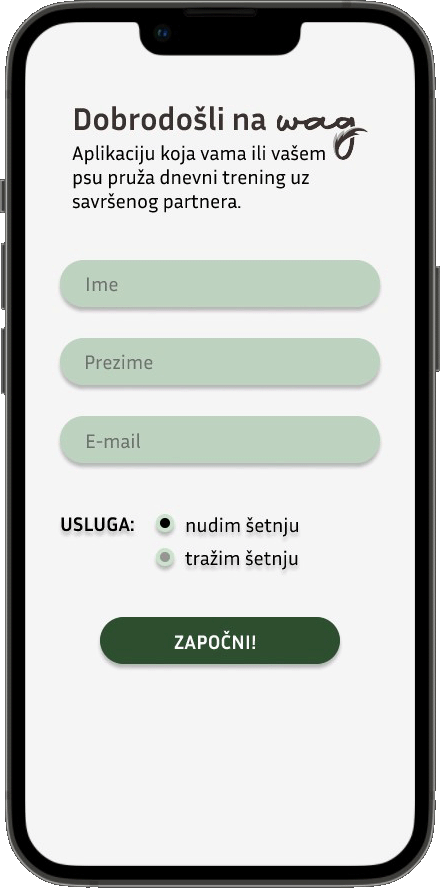 Dobrodošli na wag
Aplikaciju koja vama ili vašem
psu pruža dnevni trening uz
savršenog partnera.
Ime
Prezime
E-mail
USLUGA: nudim šetnju
tražim šetnju
ZAPOČNI!